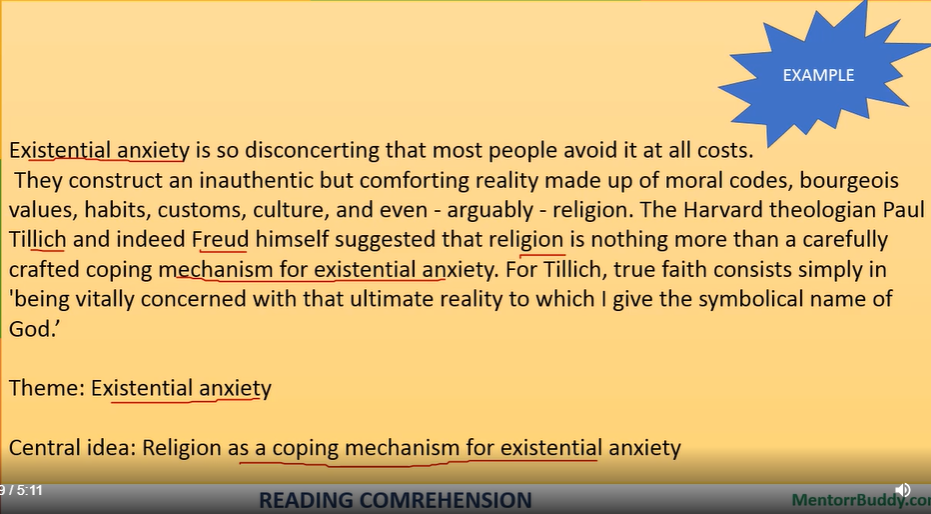 EXAMPLE
Existential anxiety is so disconcerting that most people avoid it at all costs.
They construct an inauthentic but comforting reality made up of moral codes, bourgeois
values, habits, customs, culture, and even - arguably - religion. The Harvard theologian Paul
Tillich and indeed Freud himself suggested that religion is nothing more than a carefully
crafted coping mechanism for existential anxiety. For Tillich, true faith consists simply in
'being vitally concerned with that ultimate reality to which I give the symbolical name of
God.’
Theme: Existential anxiety
Central idea: Religion as a coping mechanism for existential anxiety
9 / 5:11
READING COMREHENSION
MentorrBuddy.com